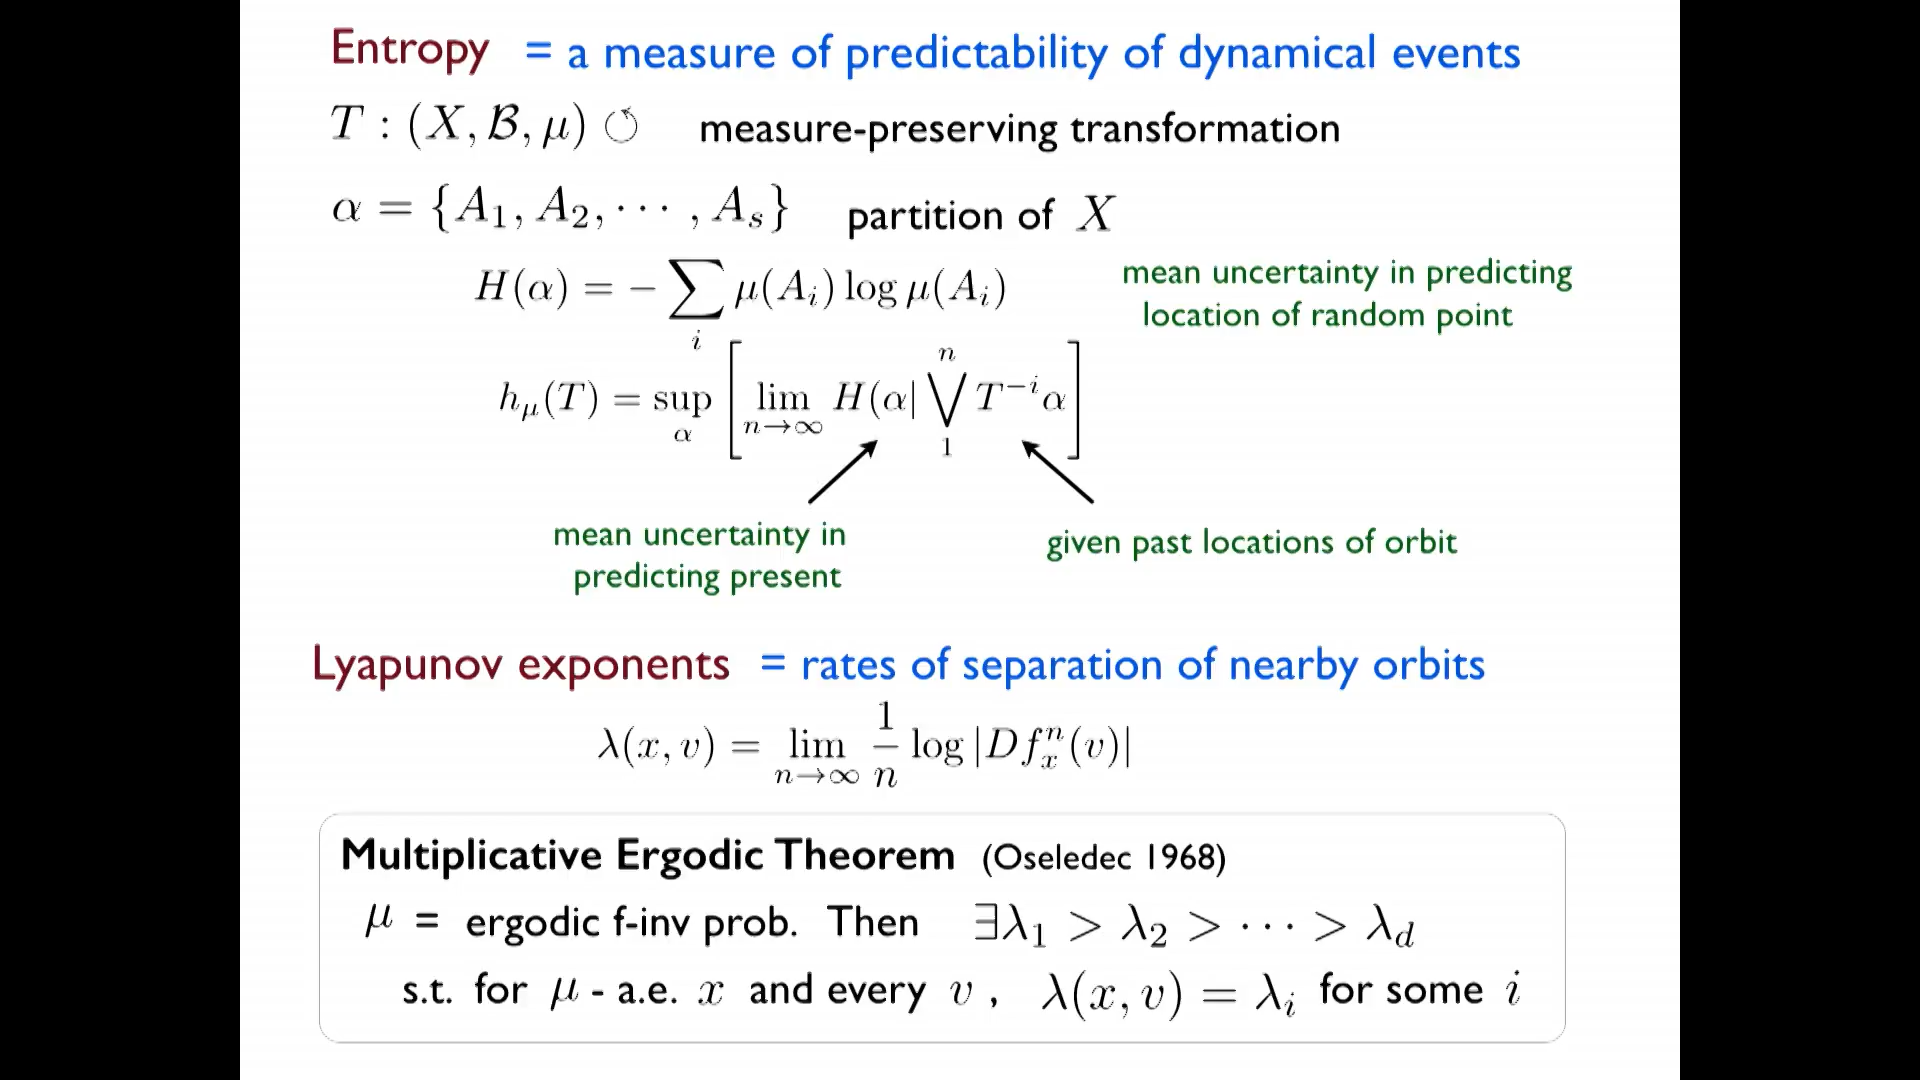 Entropy = a measure of predictability of dynamical events
T : (X, ℬ, μ) ↺ measure-preserving transformation
α = {A₁, A₂, ⋯ , Aₛ} partition of X
H(α) = − ∑ᵢ μ(Aᵢ) log μ(Aᵢ)
mean uncertainty in predicting
location of random point
h_μ(T) = sup_α [ lim_{n→∞} H(α| ⋁₁ⁿ T⁻ⁱα ]
mean uncertainty in
predicting present
given past locations of orbit
Lyapunov exponents = rates of separation of nearby orbits
λ(x, v) = lim_{n→∞} 1/n log |Df_x^n(v)|
Multiplicative Ergodic Theorem (Oseledec 1968)
μ = ergodic f-inv prob. Then ∃λ₁ > λ₂ > ⋯ > λ_d
s.t. for μ - a.e. x and every v , λ(x, v) = λᵢ for some i